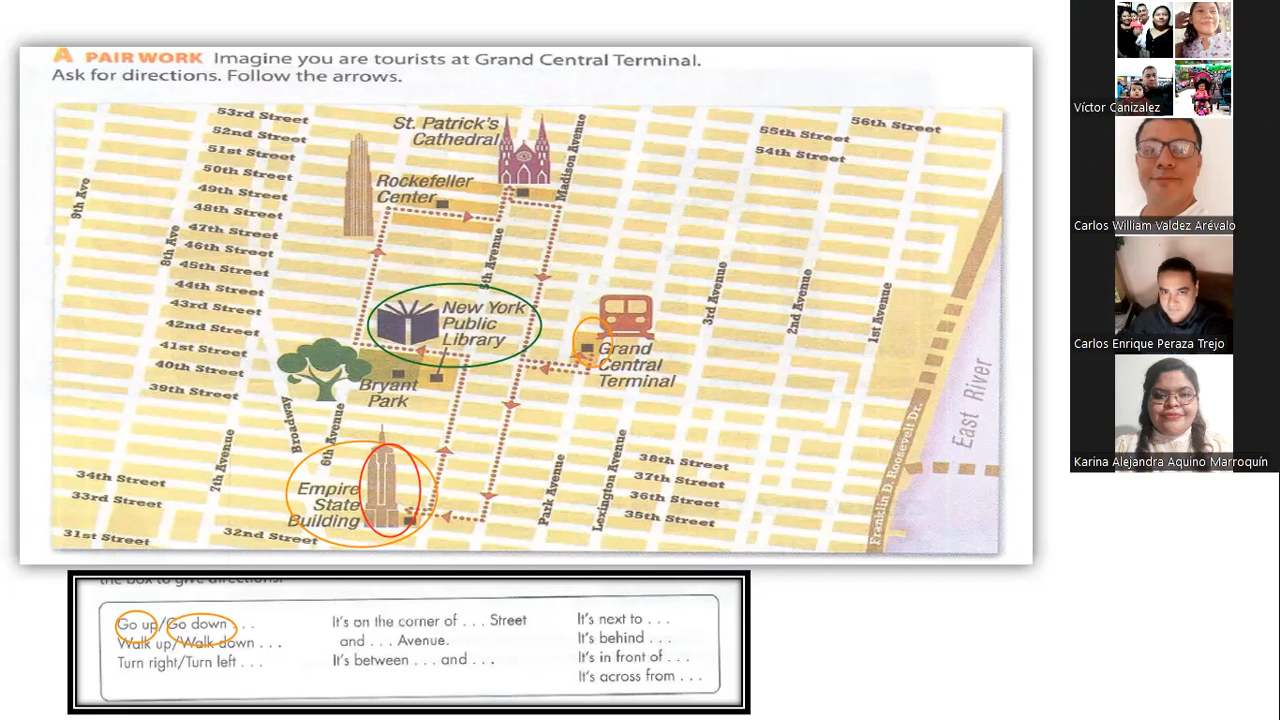 A PAIR WORK Imagine you are tourists at Grand Central Terminal.
Ask for directions. Follow the arrows.
53rd Street
52nd Street
51st Street
50th Street
49th Street
48th Street
47th Street
46th Street
45th Street
44th Street
43rd Street
42nd Street
41st Street
40th Street
39th Street
34th Street
33rd Street
31st Street
32nd Street
9th Ave
8th Ave
7th Avenue
Broadway
6th Avenue
5th Avenue
Madison Avenue
Park Avenue
Lexington Avenue
3rd Avenue
2nd Avenue
1st Avenue
56th Street
55th Street
54th Street
38th Street
37th Street
36th Street
35th Street
Franklin D. Roosevelt Dr.
East River
St. Patrick's
Cathedral
Rockefeller
Center
New York
Public
Library
Grand
Central
Terminal
Bryant
Park
Empire
State
Building
the box to give directions.
Go up/Go down . . .
Walk up/Walk down . . .
Turn right/Turn left . . .
It's on the corner of . . . Street
and . . . Avenue.
It's between . . . and . . .
It's next to . . .
It's behind . . .
It's in front of . . .
It's across from . . .
Víctor Canizalez
Carlos William Valdez Arévalo
Carlos Enrique Peraza Trejo
Karina Alejandra Aquino Marroquín